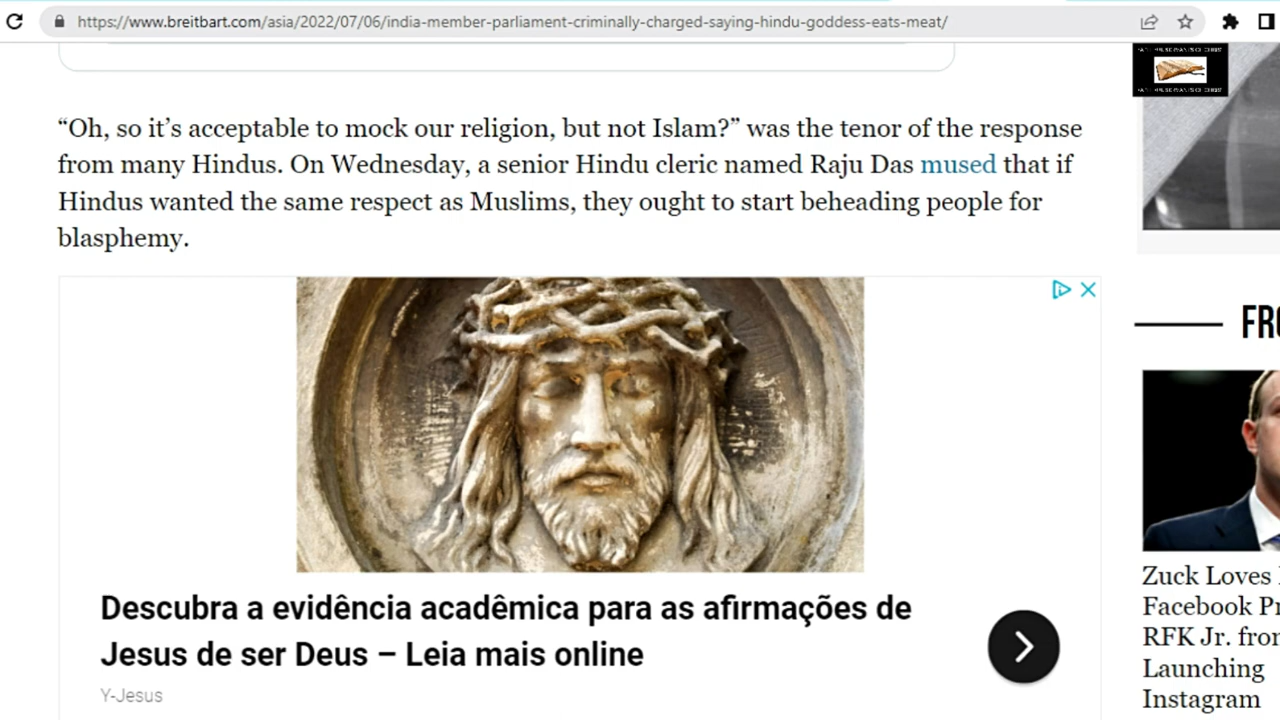 https://www.breitbart.com/asia/2022/07/06/india-member-parliament-criminally-charged-saying-hindu-goddess-eats-meat/
“Oh, so it’s acceptable to mock our religion, but not Islam?” was the tenor of the response
from many Hindus. On Wednesday, a senior Hindu cleric named Raju Das mused that if
Hindus wanted the same respect as Muslims, they ought to start beheading people for
blasphemy.
Descubra a evidência acadêmica para as afirmações de
Jesus de ser Deus – Leia mais online
Y-Jesus
Zuck Loves
Facebook
RFK Jr.
Launching
Instagram